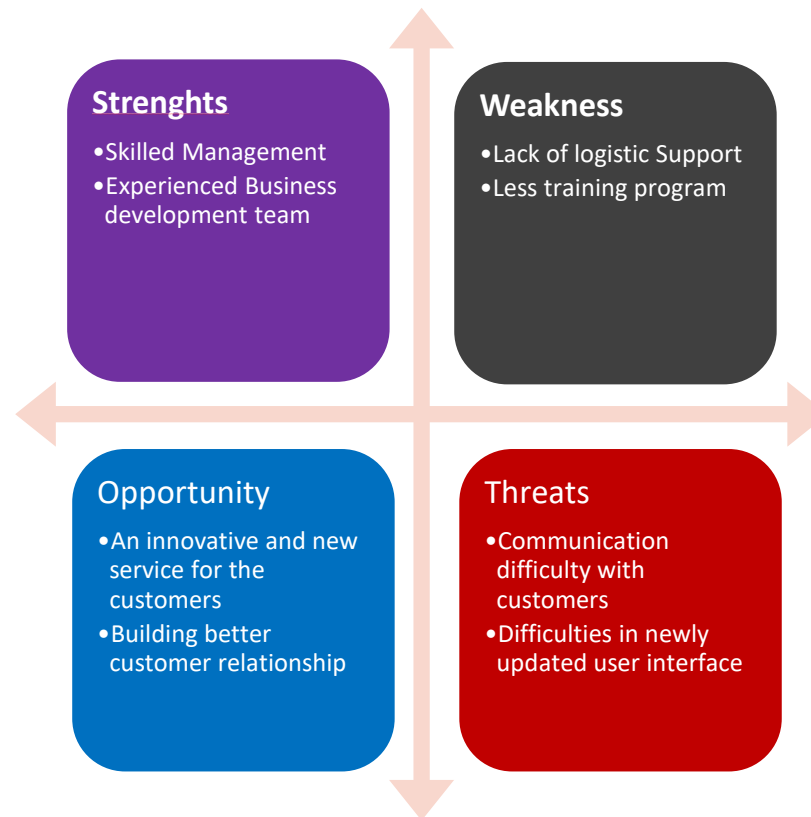 Strenghts
•Skilled Management
•Experienced Business
development team
Weakness
•Lack of logistic Support
•Less training program
Opportunity
•An innovative and new
service for the
customers
•Building better
customer relationship
Threats
•Communication
difficulty with
customers
•Difficulties in newly
updated user interface